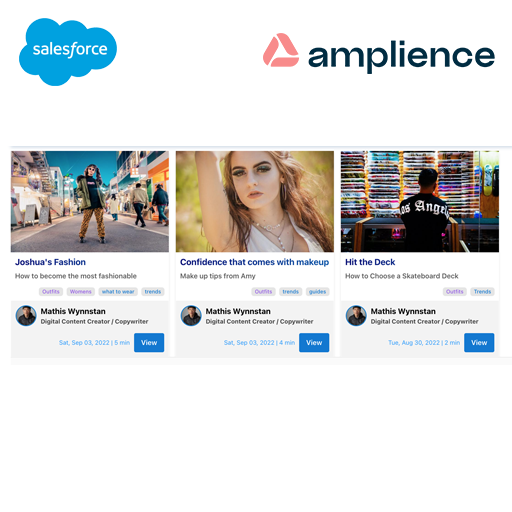 salesforce
amplience
os Angel
Joshua's Fashion
How to become the most fashionable
Outfits Womens what to wear trends
Mathis Wynnstan
Digital Content Creator / Copywriter
Sat, Sep 03, 2022 | 5 min View
Confidence that comes with makeup
Make up tips from Amy
Outfits trends guides
Mathis Wynnstan
Digital Content Creator / Copywriter
Sat, Sep 03, 2022 | 4 min View
Hit the Deck
How to Choose a Skateboard Deck
Outfits Trends
Mathis Wynnstan
Digital Content Creator / Copywriter
Tue, Aug 30, 2022 | 2 min View